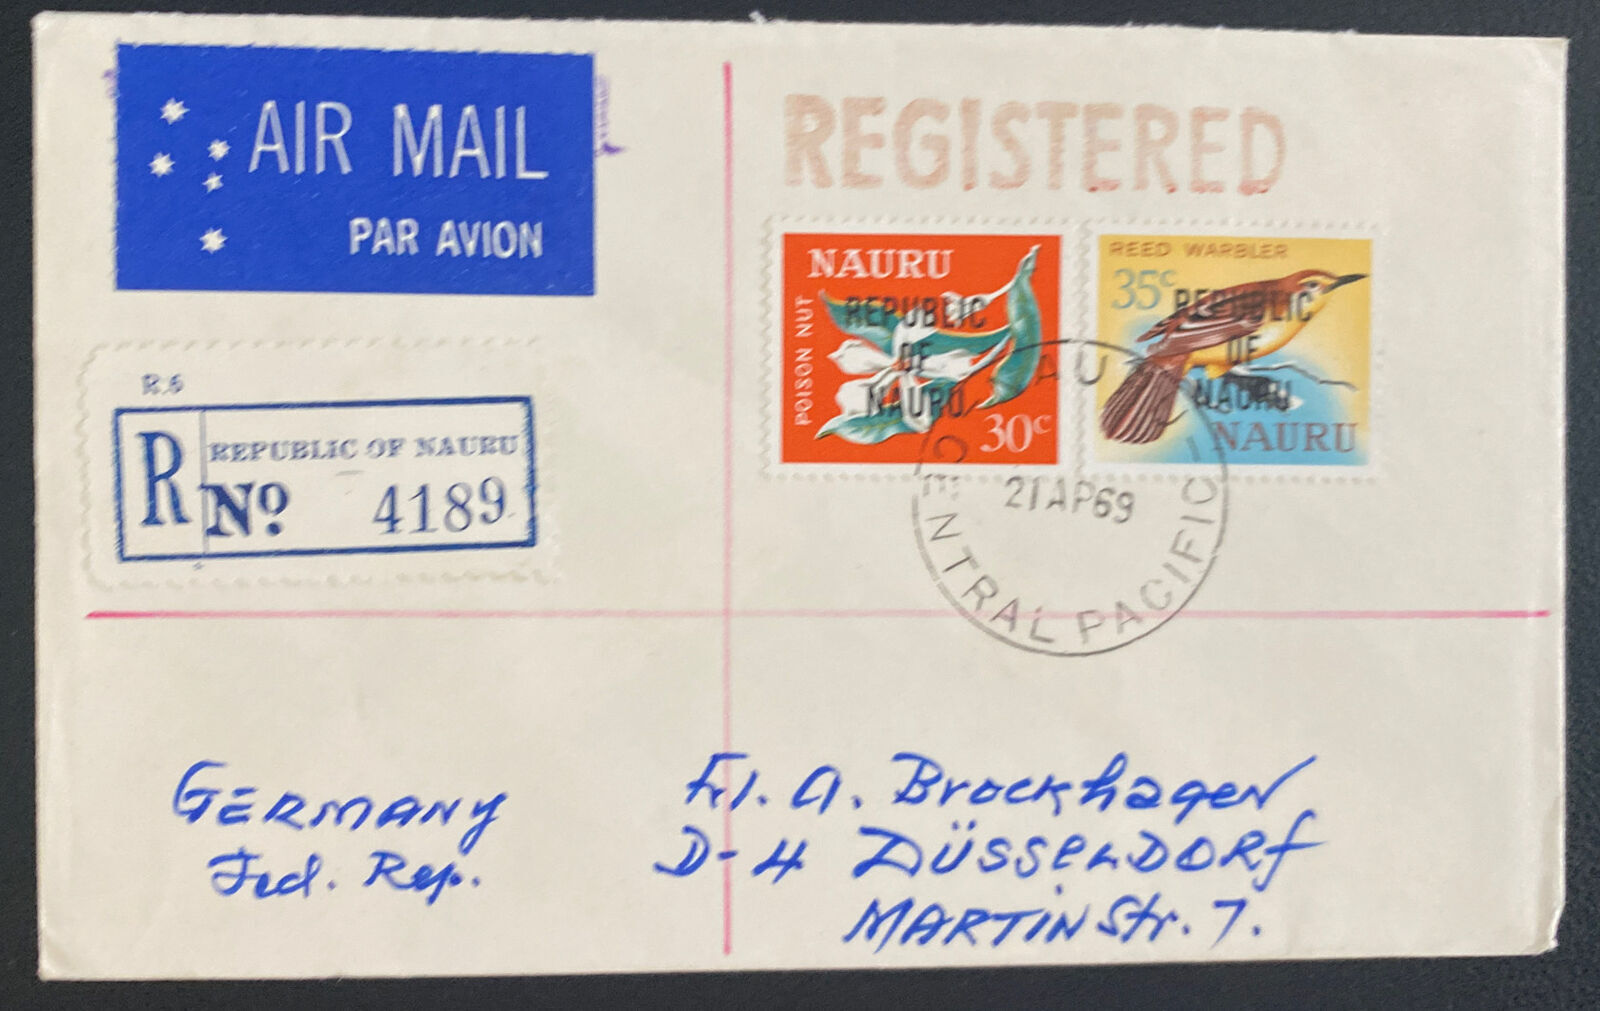 AIR MAIL
PAR AVION
REGISTERED
NAURU
POISON NUT
REPUBLIC
OF
NAURU
30c
REED WARBLER
35c
REPUBLIC
OF
NAURU
NAURU
NAURU
21 AP 69
CENTRAL PACIFIC
R.6
R
REPUBLIC OF NAURU
No. 4189
GERMANY
Fed. Rep.
Frl. A. Brockhagen
D-4 DÜSSELDORF
MARTINStr. 7.